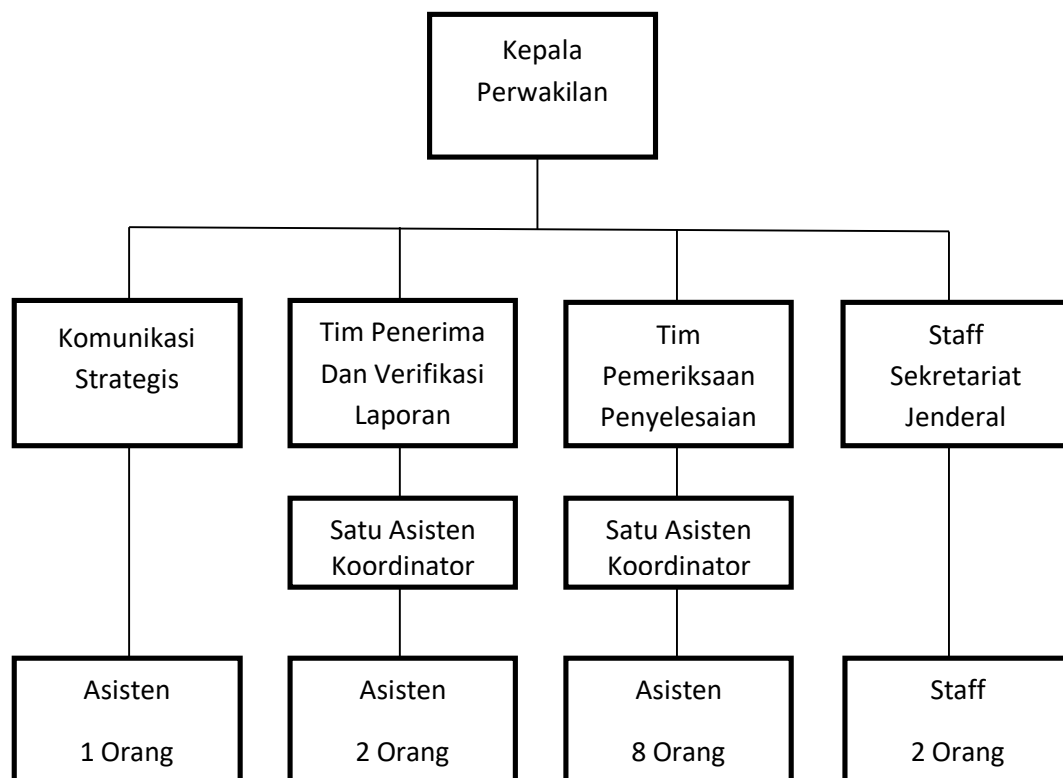 Kepala
Perwakilan
Komunikasi
Strategis
Tim Penerima
Dan Verifikasi
Laporan
Tim
Pemeriksaan
Penyelesaian
Staff
Sekretariat
Jenderal
Satu Asisten
Koordinator
Satu Asisten
Koordinator
Asisten
1 Orang
Asisten
2 Orang
Asisten
8 Orang
Staff
2 Orang